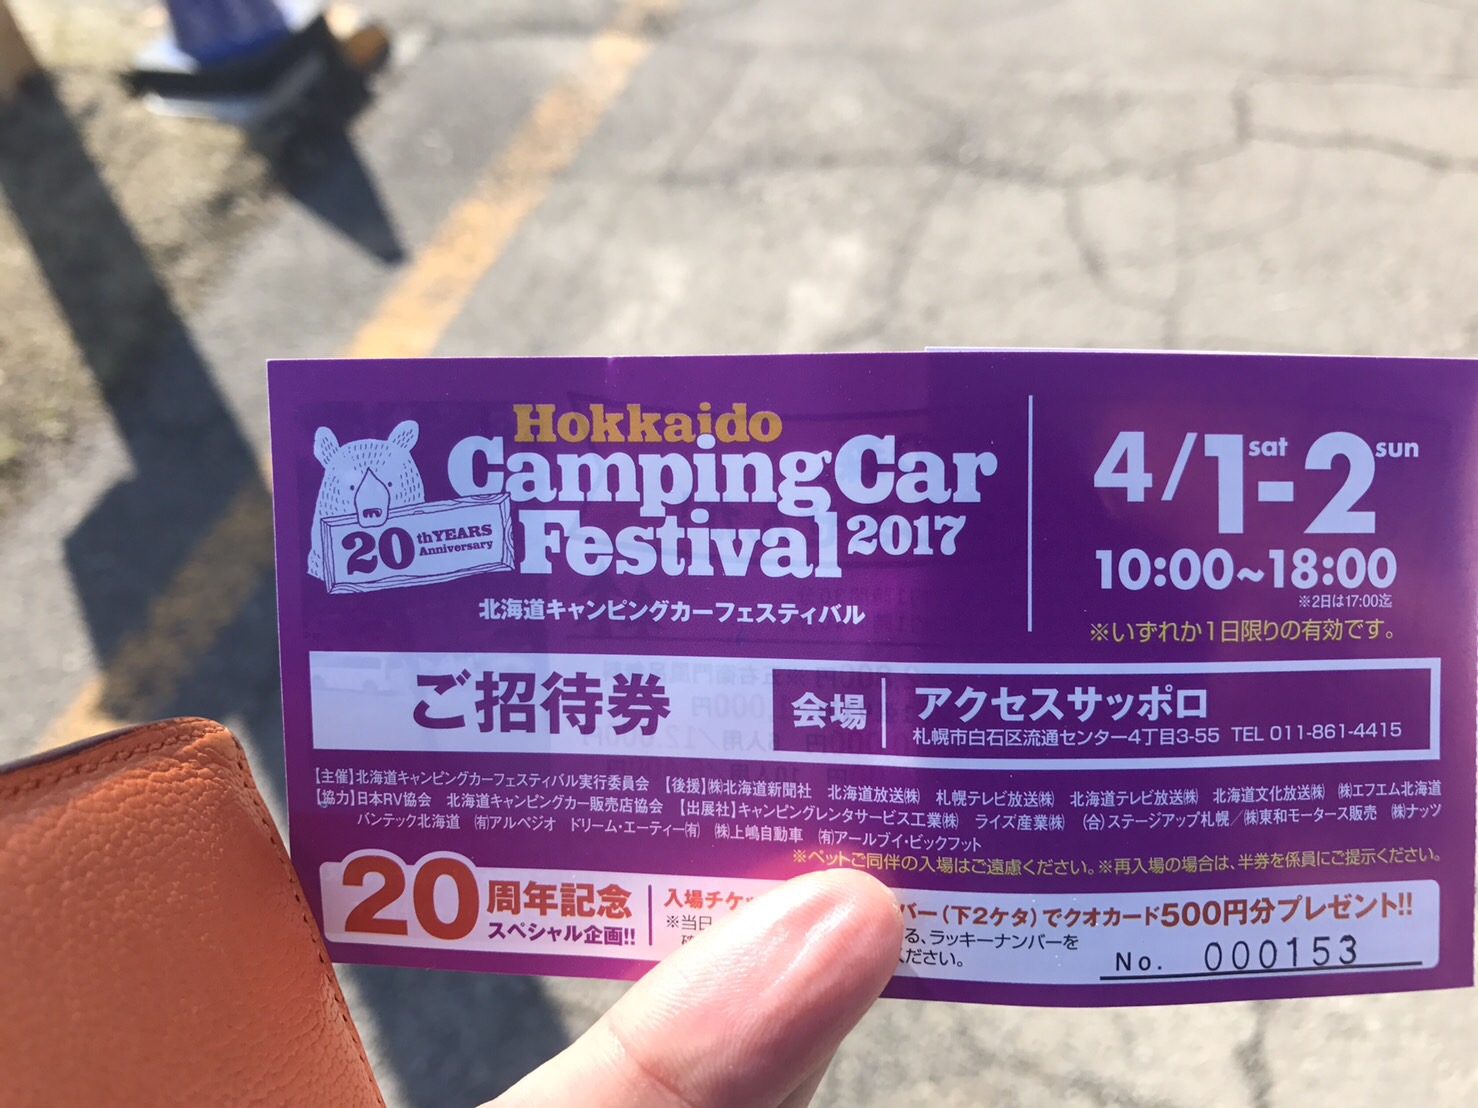 Hokkaido
Camping Car
Festival 2017
20thYEARS
Anniversary
北海道キャンピングカーフェスティバル
4/1sat-2sun
10:00~18:00
※2日は17:00迄
※いずれか1日限りの有効です。
ご招待券
会場
アクセスサッポロ
札幌市白石区流通センター4丁目3-55 TEL 011-861-4415
【主催】北海道キャンピングカーフェスティバル実行委員会 【後援】㈱北海道新聞社 北海道放送㈱ 札幌テレビ放送㈱ 北海道テレビ放送㈱ 北海道文化放送㈱ ㈱エフエム北海道
【協力】日本RV協会 北海道キャンピングカー販売店協会 【出展社】キャンピングレンタサービス工業㈱ ライズ産業㈱ (合)ステージアップ札幌/㈱東和モータース販売 ㈱ナッツ
バンテック北海道 ㈲アルペジオ ドリーム・エーティー㈲ ㈱上嶋自動車 ㈲アールブイ・ビックフット
※ペットご同伴の入場はご遠慮ください。※再入場の場合は、半券を係員にご提示ください。
20周年記念
スペシャル企画!!
入場チケッ
バー(下2ケタ)でクオカード500円分プレゼント!!
※当日
る、ラッキーナンバーを
ください。
No. 000153